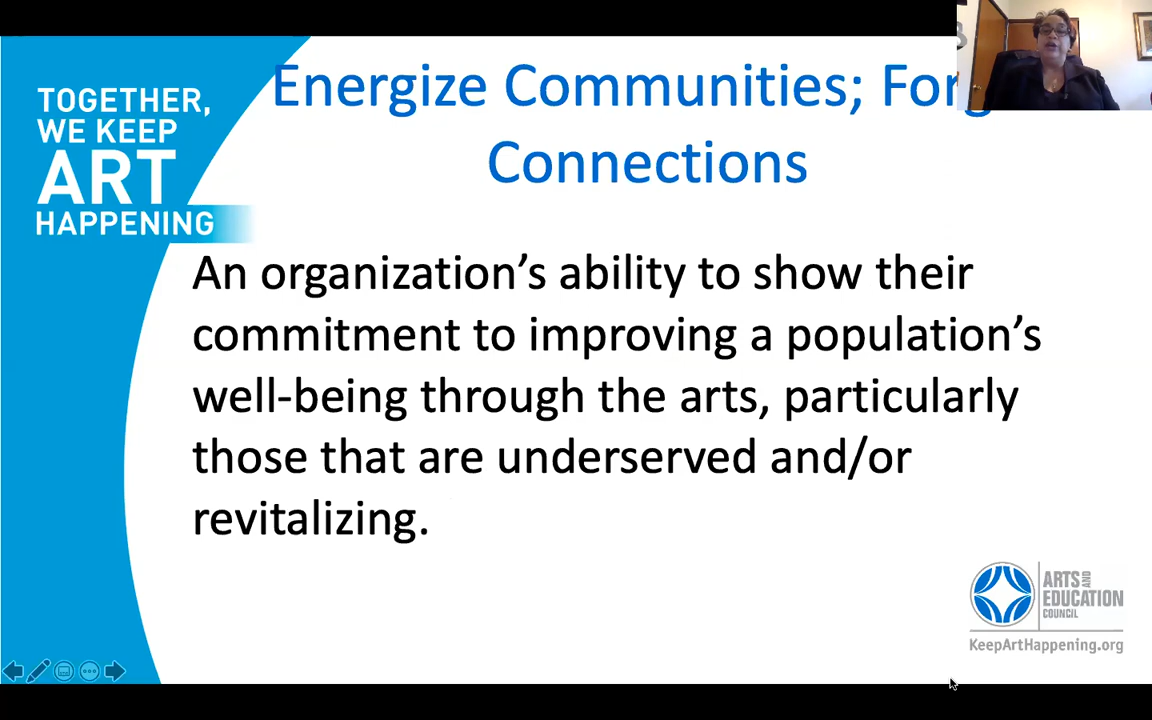 TOGETHER,
WE KEEP
ART
HAPPENING
Energize Communities; Forg
Connections
An organization’s ability to show their
commitment to improving a population’s
well-being through the arts, particularly
those that are underserved and/or
revitalizing.
ARTS AND
EDUCATION
COUNCIL
KeepArtHappening.org